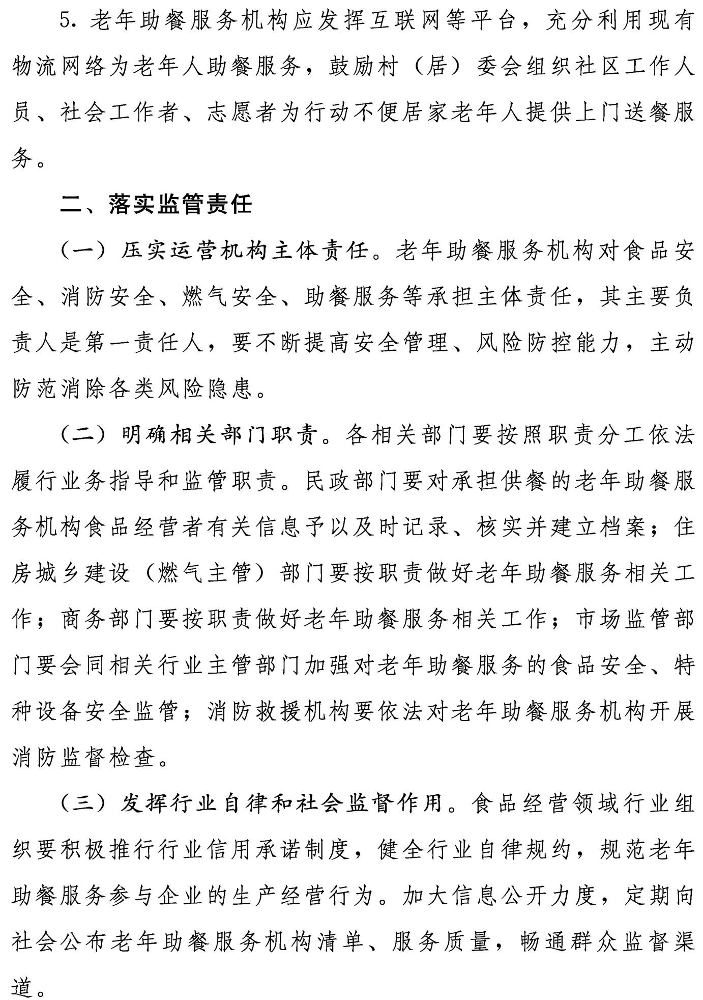 5. 老年助餐服务机构应发挥互联网等平台，充分利用现有
物流网络为老年人助餐服务，鼓励村（居）委会组织社区工作人
员、社会工作者、志愿者为行动不便居家老年人提供上门送餐服
务。
二、落实监管责任
（一）压实运营机构主体责任。老年助餐服务机构对食品安
全、消防安全、燃气安全、助餐服务等承担主体责任，其主要负
责人是第一责任人，要不断提高安全管理、风险防控能力，主动
防范消除各类风险隐患。
（二）明确相关部门职责。各相关部门要按照职责分工依法
履行业务指导和监管职责。民政部门要对承担供餐的老年助餐服
务机构食品经营者有关信息予以及时记录、核实并建立档案；住
房城乡建设（燃气主管）部门要按职责做好老年助餐服务相关工
作；商务部门要按职责做好老年助餐服务相关工作；市场监管部
门要会同相关行业主管部门加强对老年助餐服务的食品安全、特
种设备安全监管；消防救援机构要依法对老年助餐服务机构开展
消防监督检查。
（三）发挥行业自律和社会监督作用。食品经营领域行业组
织要积极推行行业信用承诺制度，健全行业自律规约，规范老年
助餐服务参与企业的生产经营行为。加大信息公开力度，定期向
社会公布老年助餐服务机构清单、服务质量，畅通群众监督渠
道。